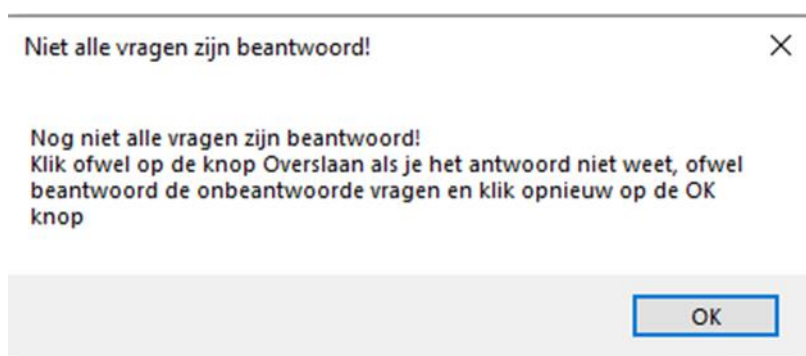 Niet alle vragen zijn beantwoord!
Nog niet alle vragen zijn beantwoord!
Klik ofwel op de knop Overslaan als je het antwoord niet weet, ofwel
beantwoord de onbeantwoorde vragen en klik opnieuw op de OK
knop
OK